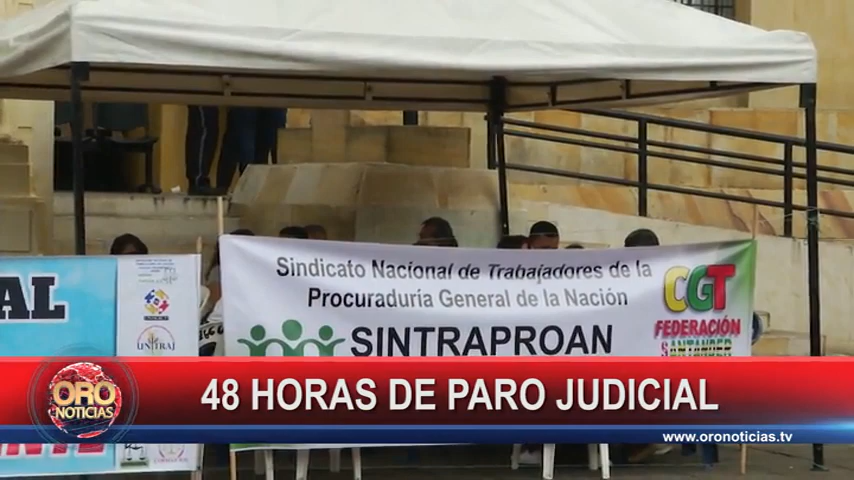 Sindicato Nacional de Trabajadores de la
Procuraduría General de la Nación
SINTRAPROAN
CGT
FEDERACIÓN
SANTANDER
AL
UNITRAJ
ORO
NOTICIAS
48 HORAS DE PARO JUDICIAL
www.oronoticias.tv